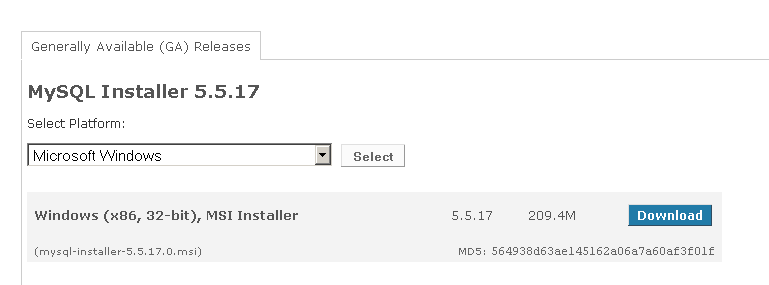 Generally Available (GA) Releases
MySQL Installer 5.5.17
Select Platform:
Microsoft Windows Select
Windows (x86, 32-bit), MSI Installer 5.5.17 209.4M Download
(mysql-installer-5.5.17.0.msi) MD5: 564938d63ae145162a06a7a60af3f01f